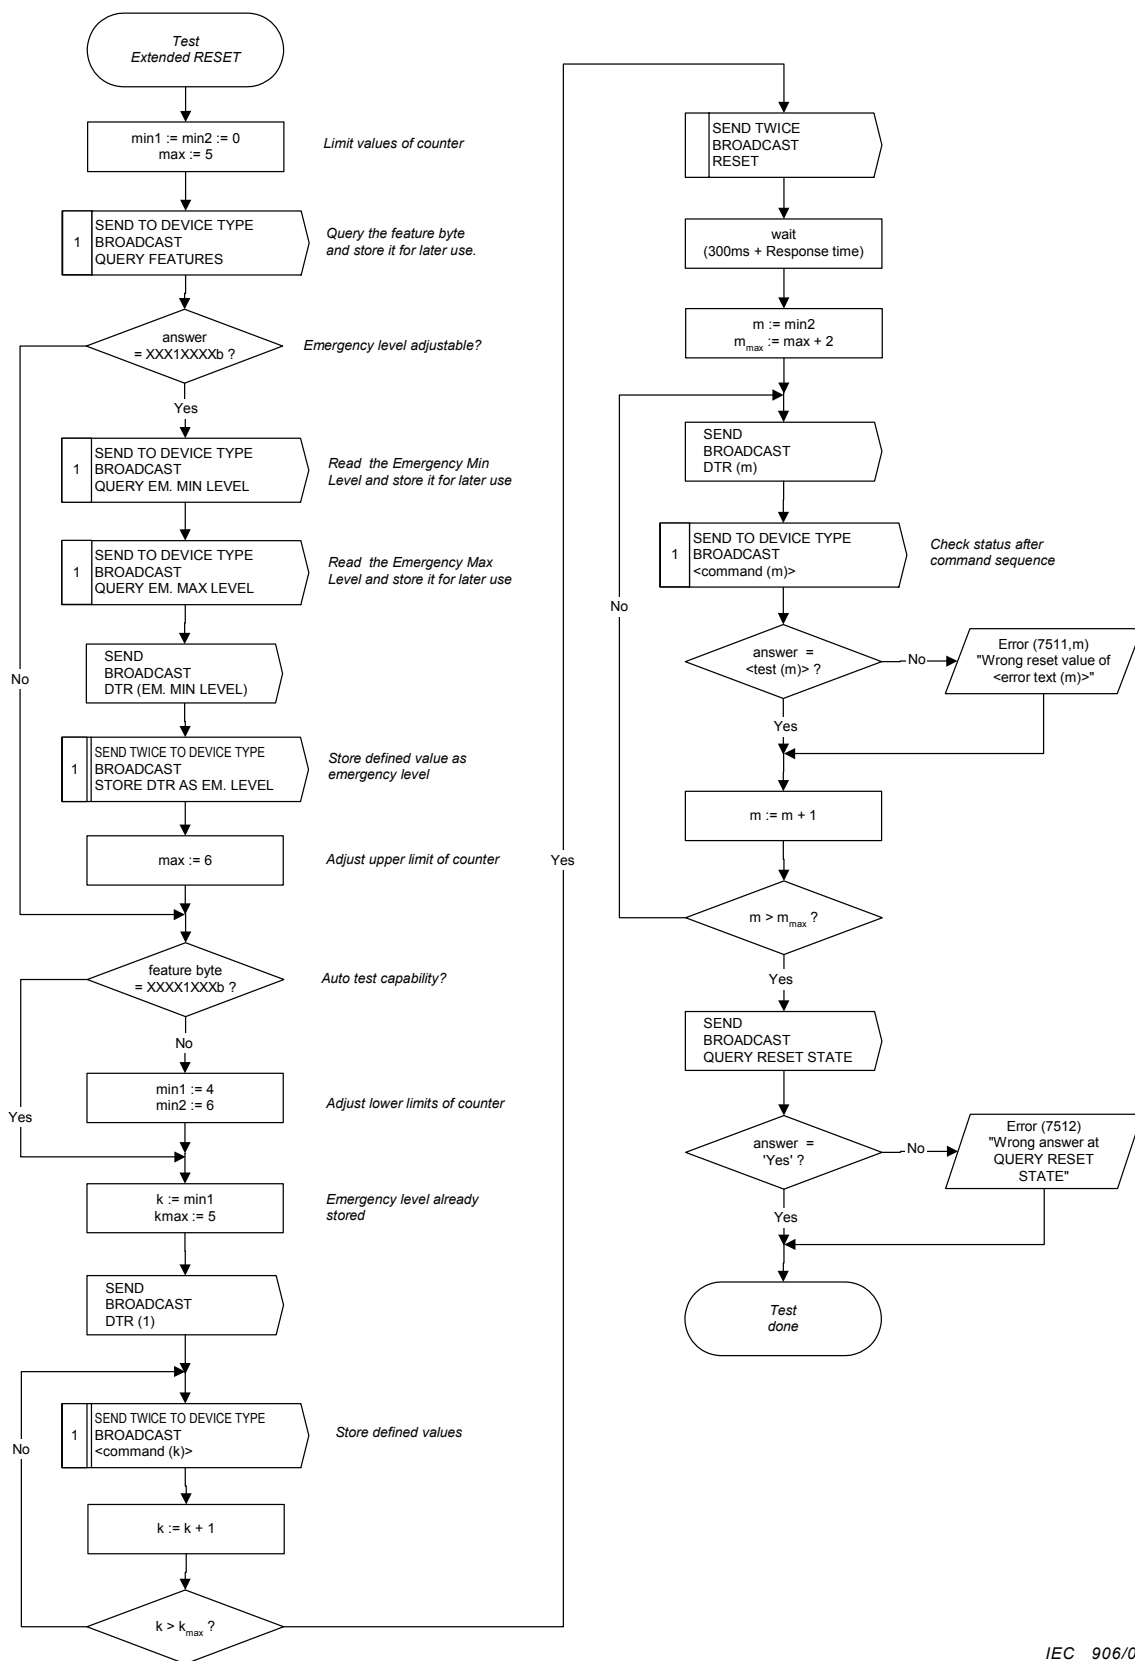 Test
Extended RESET
min1 := min2 := 0
max := 5
Limit values of counter
1
SEND TO DEVICE TYPE
BROADCAST
QUERY FEATURES
Query the feature byte
and store it for later use.
answer
= XXX1XXXXb ?
Emergency level adjustable?
Yes
1
SEND TO DEVICE TYPE
BROADCAST
QUERY EM. MIN LEVEL
Read the Emergency Min
Level and store it for later use
1
SEND TO DEVICE TYPE
BROADCAST
QUERY EM. MAX LEVEL
Read the Emergency Max
Level and store it for later use
No
SEND
BROADCAST
DTR (EM. MIN LEVEL)
1
SEND TWICE TO DEVICE TYPE
BROADCAST
STORE DTR AS EM. LEVEL
Store defined value as
emergency level
max := 6
Adjust upper limit of counter
feature byte
= XXXX1XXXb ?
Auto test capability?
No
min1 := 4
min2 := 6
Adjust lower limits of counter
Yes
k := min1
kmax := 5
Emergency level already
stored
SEND
BROADCAST
DTR (1)
1
SEND TWICE TO DEVICE TYPE
BROADCAST
<command (k)>
Store defined values
No
k := k + 1
k > kmax ?
Yes
SEND TWICE
BROADCAST
RESET
wait
(300ms + Response time)
m := min2
mmax := max + 2
SEND
BROADCAST
DTR (m)
1
SEND TO DEVICE TYPE
BROADCAST
<command (m)>
Check status after
command sequence
No
answer =
<test (m)> ?
No
Error (7511,m)
"Wrong reset value of
<error text (m)>"
Yes
m := m + 1
m > mmax ?
Yes
SEND
BROADCAST
QUERY RESET STATE
answer =
'Yes' ?
No
Error (7512)
"Wrong answer at
QUERY RESET
STATE"
Yes
Test
done
IEC 906/0